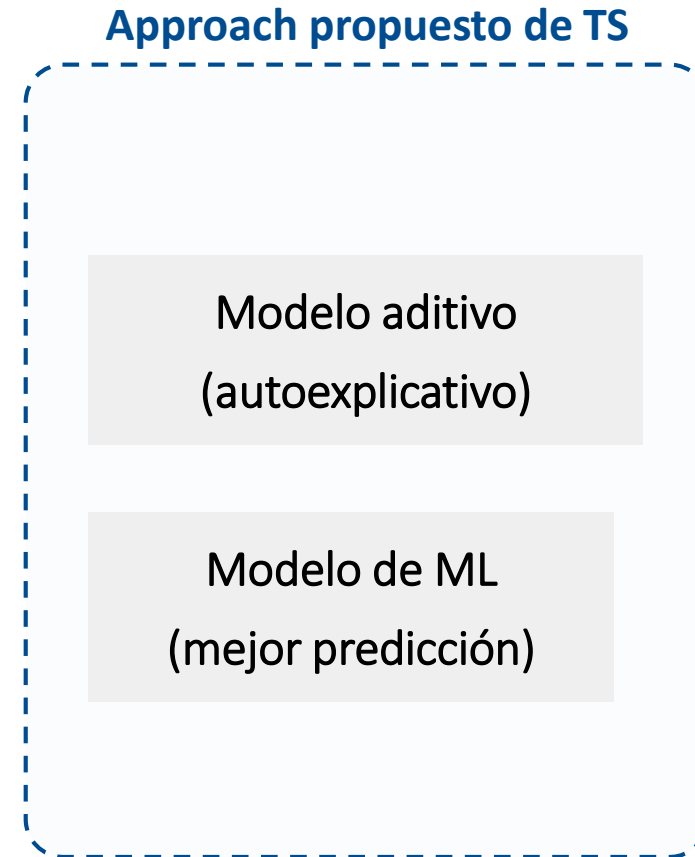 Approach propuesto de TS
Modelo aditivo
(autoexplicativo)
Modelo de ML
(mejor predicción)